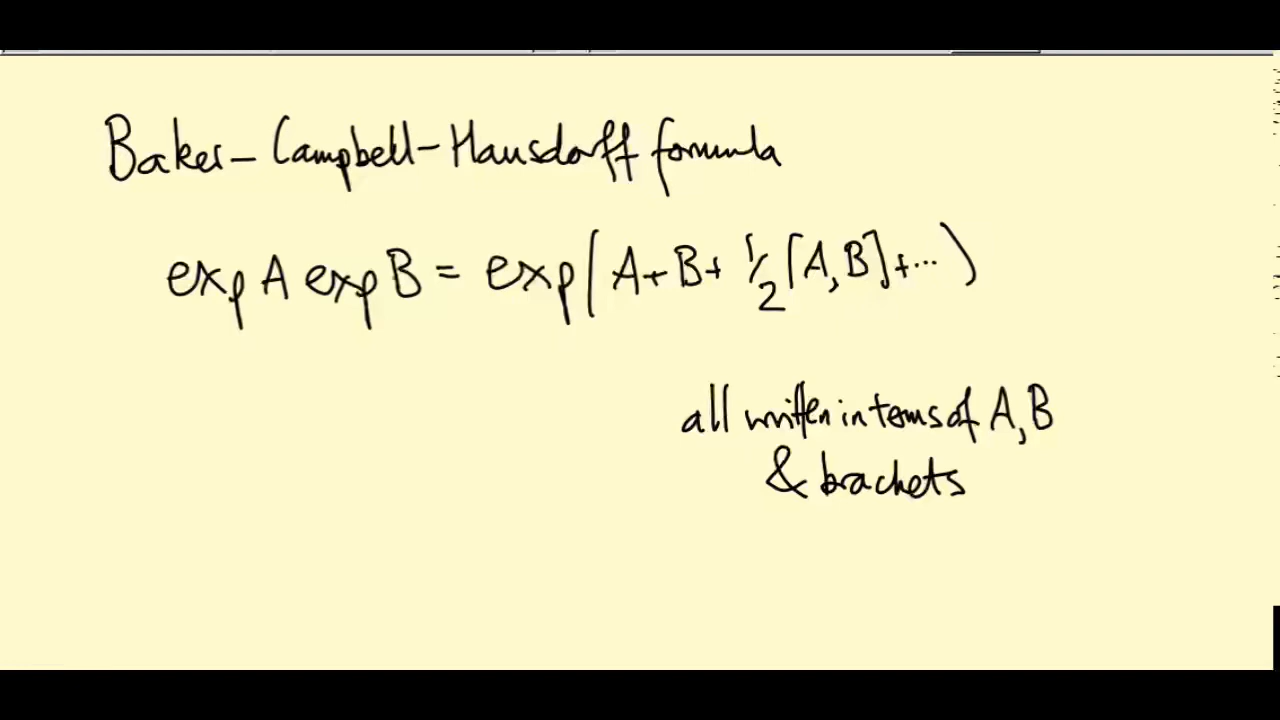 Baker-Campbell-Hausdorff formula
exp A exp B = exp(A+B+ 1/2[A,B]+...)
all written in terms of A,B
& brackets